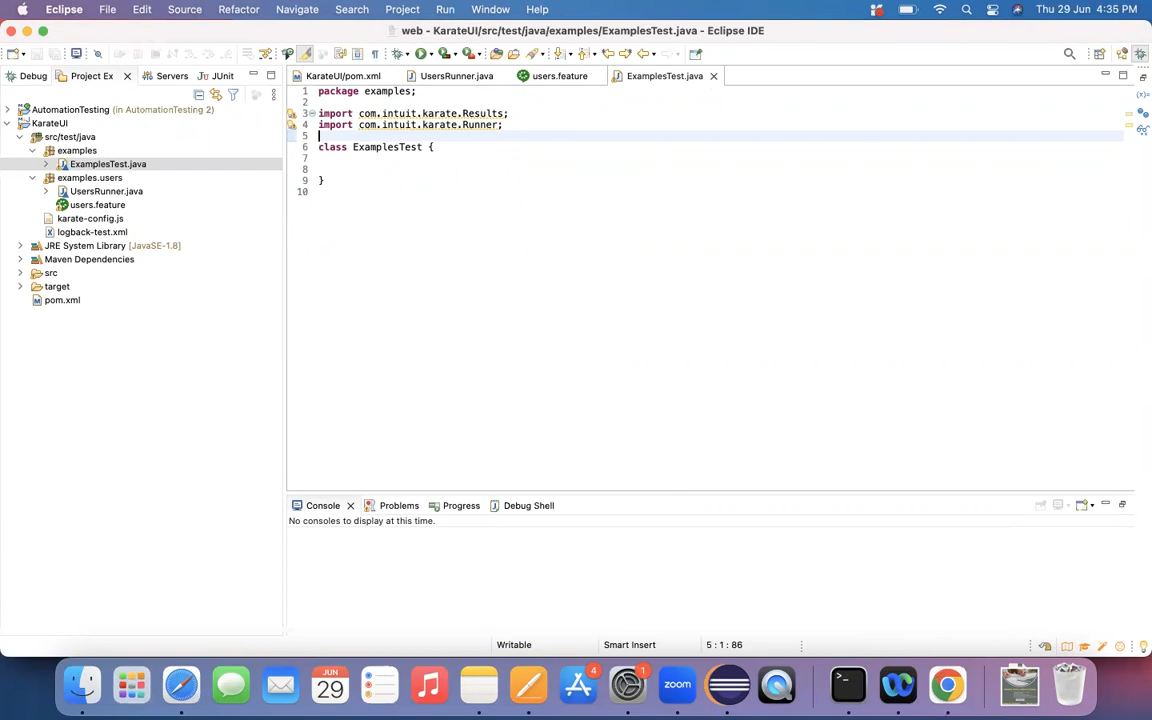 Eclipse File Edit Source Refactor Navigate Search Project Run Window Help Thu 29 Jun 4:35 PM
web - KarateUI/src/test/java/examples/ExamplesTest.java - Eclipse IDE
Debug Project Ex Servers JUnit
KarateUI/pom.xml UsersRunner.java users.feature ExamplesTest.java
AutomationTesting (in AutomationTesting 2)
KarateUI
src/test/java
examples
ExamplesTest.java
examples.users
UsersRunner.java
users.feature
karate-config.js
logback-test.xml
JRE System Library [JavaSE-1.8]
Maven Dependencies
src
target
pom.xml
1 package examples;
2
3 import com.intuit.karate.Results;
4 import com.intuit.karate.Runner;
5
6 class ExamplesTest {
7
8
9 }
10
Console Problems Progress Debug Shell
No consoles to display at this time.
Writable Smart Insert 5 : 1 : 86
JUN
29
4
1
zoom